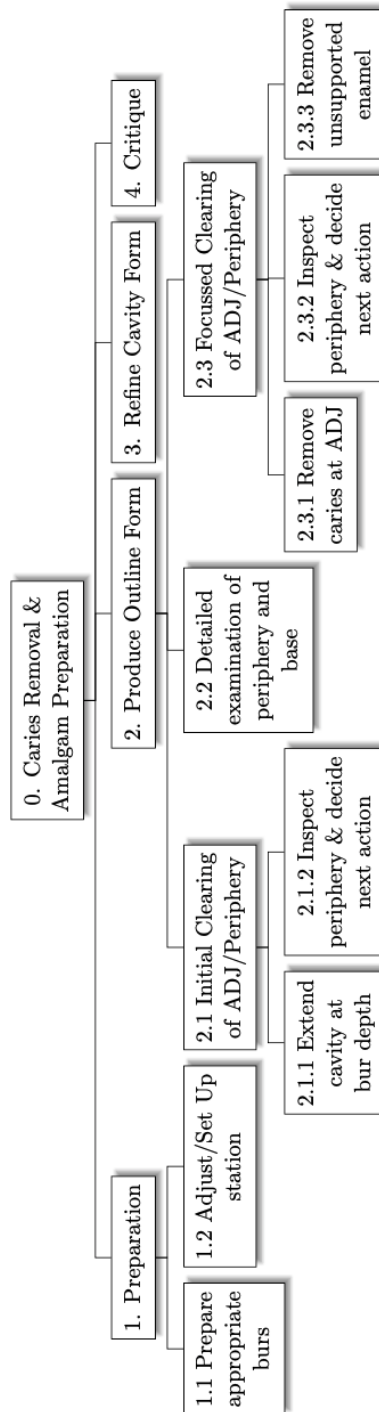 0. Caries Removal &
Amalgam Preparation
1. Preparation
2. Produce Outline Form
3. Refine Cavity Form
4. Critique
1.1 Prepare
appropriate
burs
1.2 Adjust/Set Up
station
2.1 Initial Clearing
of ADJ/Periphery
2.2 Detailed
examination of
periphery and
base
2.3 Focussed Clearing
of ADJ/Periphery
2.1.1 Extend
cavity at
bur depth
2.1.2 Inspect
periphery & decide
next action
2.3.1 Remove
caries at ADJ
2.3.2 Inspect
periphery & decide
next action
2.3.3 Remove
unsupported
enamel